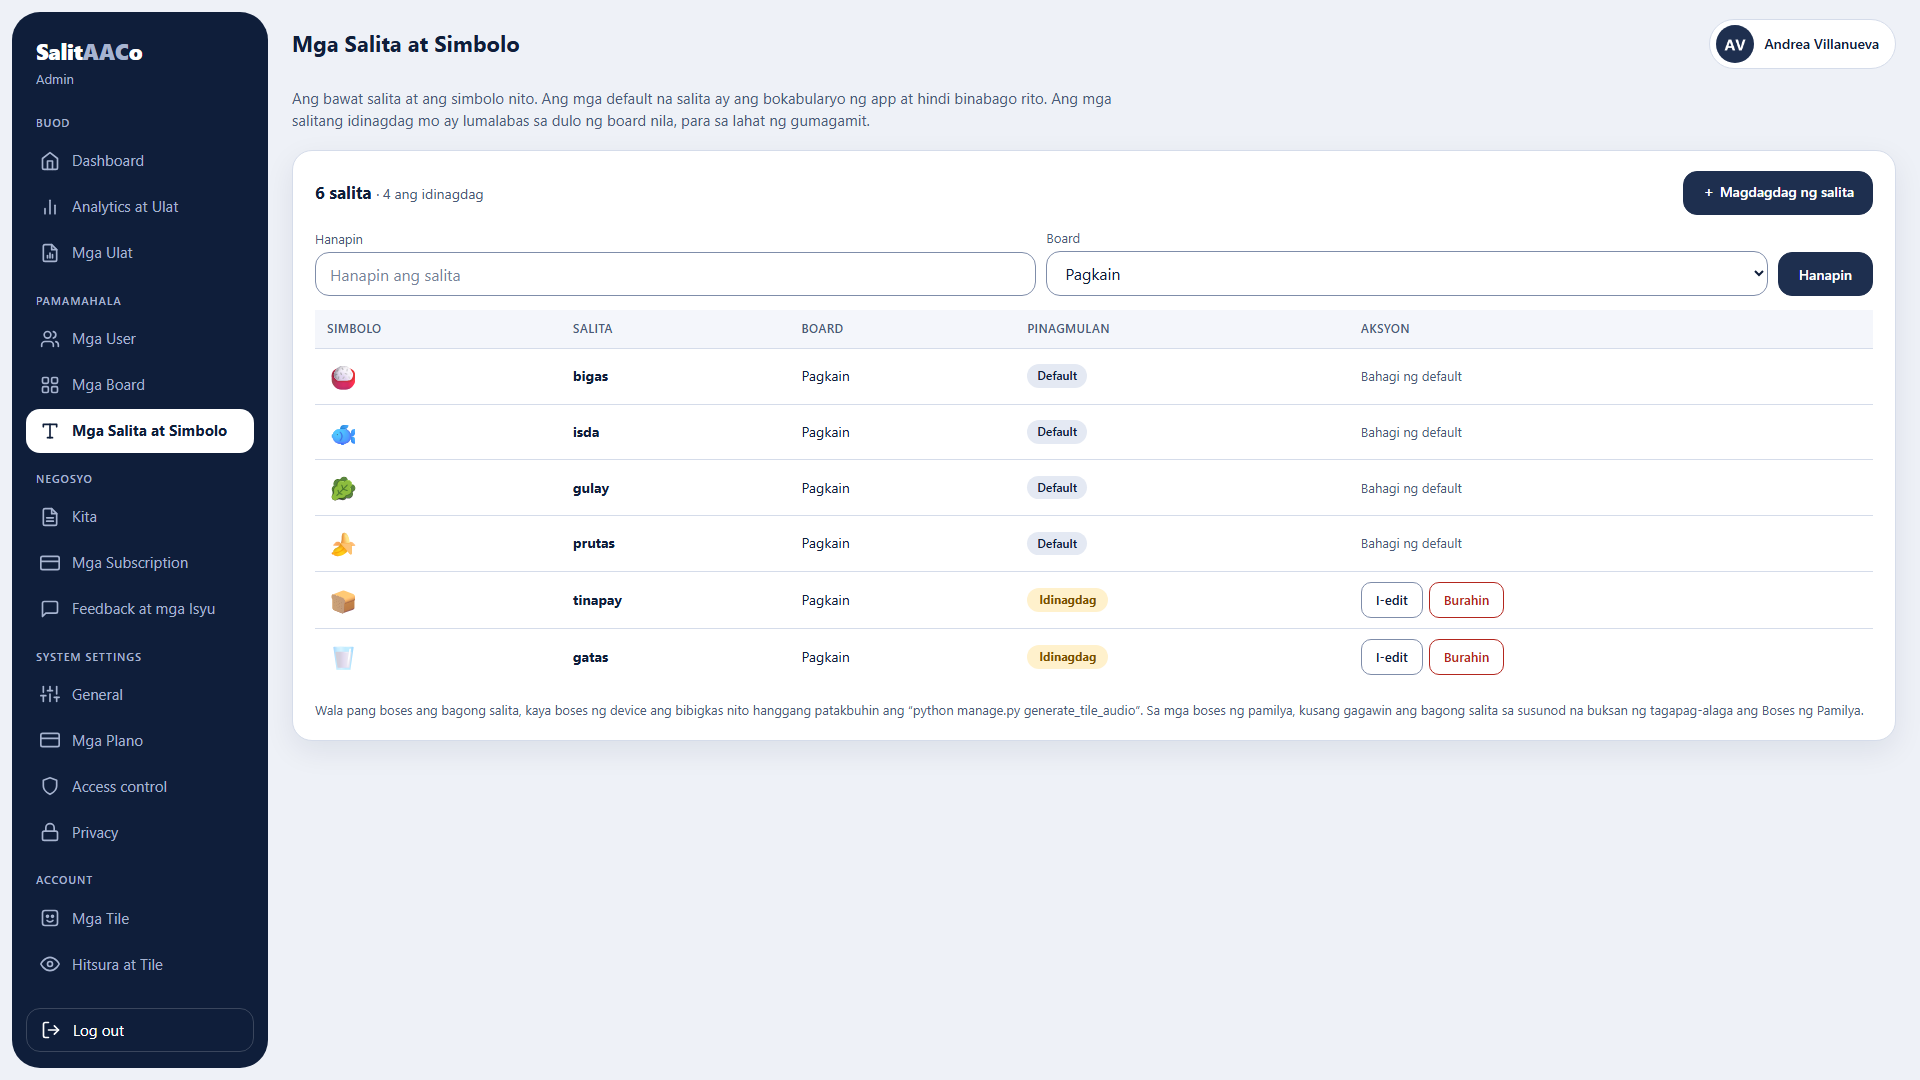 SalitAACo
Admin
BUOD
Dashboard
Analytics at Ulat
Mga Ulat
PAMAMAHALA
Mga User
Mga Board
Mga Salita at Simbolo
NEGOSYO
Kita
Mga Subscription
Feedback at mga Isyu
SYSTEM SETTINGS
General
Mga Plano
Access control
Privacy
ACCOUNT
Mga Tile
Hitsura at Tile
Log out
Mga Salita at Simbolo
AV Andrea Villanueva
Ang bawat salita at ang simbolo nito. Ang mga default na salita ay ang bokabularyo ng app at hindi binabago rito. Ang mga
salitang idinagdag mo ay lumalabas sa dulo ng board nila, para sa lahat ng gumagamit.
6 salita · 4 ang idinagdag
+ Magdagdag ng salita
Hanapin
Board
Hanapin ang salita
Pagkain
Hanapin
SIMBOLO SALITA BOARD PINAGMULAN AKSYON
bigas Pagkain Default Bahagi ng default
isda Pagkain Default Bahagi ng default
gulay Pagkain Default Bahagi ng default
prutas Pagkain Default Bahagi ng default
tinapay Pagkain Idinagdag I-edit Burahin
gatas Pagkain Idinagdag I-edit Burahin
Wala pang boses ang bagong salita, kaya boses ng device ang bibigkas nito hanggang patakbuhin ang “python manage.py generate_tile_audio”. Sa mga boses ng pamilya, kusang gagawin ang bagong salita sa susunod na buksan ng tagapag-alaga ang Boses ng Pamilya.